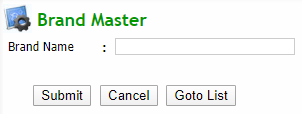 Brand Master
Brand Name :
Submit Cancel Goto List